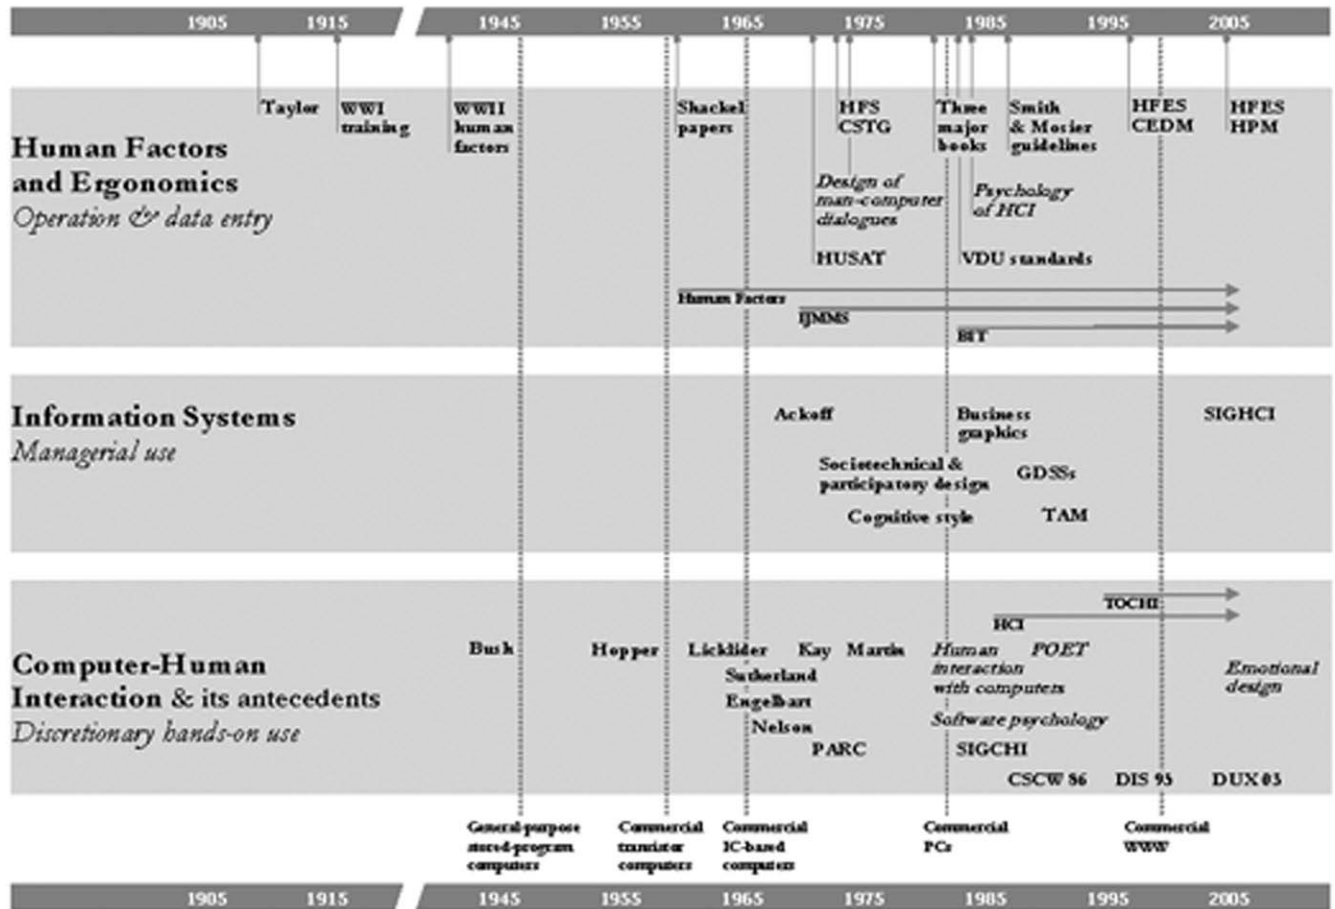 1905 1915 1945 1955 1965 1975 1985 1995 2005
Taylor
WWI
training
WWII
human
factors
Shackel
papers
HFS
CSTG
Three
major
books
Smith
& Mosier
guidelines
HFES
CEDM
HFES
HPM
Human Factors
and Ergonomics
Operation & data entry
Design of
man-computer
dialogues
Psychology
of HCI
HUSAT
VDU standards
Human Factors
IJMMS
BIT
Information Systems
Managerial use
Ackoff
Business
graphics
SIGHCI
Sociotechnical &
participatory design
GDSSs
Cognitive style
TAM
TOCHI
HCI
Computer-Human
Interaction & its antecedents
Discretionary hands-on use
Bush
Hopper
Licklider
Kay
Martin
Human
interaction
with computers
POET
Sutherland
Emotional
design
Engelbart
Nelson
Software psychology
PARC
SIGCHI
CSCW 86
DIS 95
DUX 03
General-purpose
stored-program
computers
Commercial
transistor
computers
Commercial
IC-based
computers
Commercial
PCs
Commercial
WWW
1905 1915 1945 1955 1965 1975 1985 1995 2005